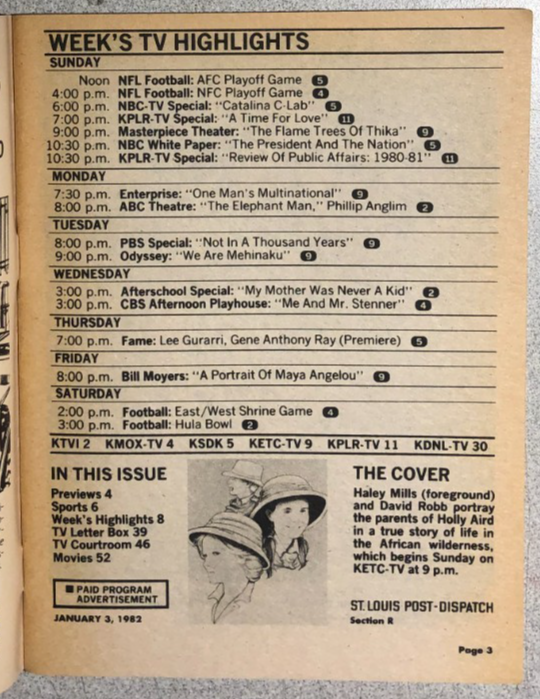 WEEK'S TV HIGHLIGHTS
SUNDAY
Noon NFL Football: AFC Playoff Game 5
4:00 p.m. NFL Football: NFC Playoff Game 4
6:00 p.m. NBC-TV Special: "Catalina C-Lab" 5
7:00 p.m. KPLR-TV Special: "A Time For Love" 11
9:00 p.m. Masterpiece Theater: "The Flame Trees Of Thika" 9
10:30 p.m. NBC White Paper: "The President And The Nation" 5
10:30 p.m. KPLR-TV Special: "Review Of Public Affairs: 1980-81" 11
MONDAY
7:30 p.m. Enterprise: "One Man's Multinational" 9
8:00 p.m. ABC Theatre: "The Elephant Man," Phillip Anglim 2
TUESDAY
8:00 p.m. PBS Special: "Not In A Thousand Years" 9
9:00 p.m. Odyssey: "We Are Mehinaku" 9
WEDNESDAY
3:00 p.m. Afterschool Special: "My Mother Was Never A Kid" 2
3:00 p.m. CBS Afternoon Playhouse: "Me And Mr. Stenner" 4
THURSDAY
7:00 p.m. Fame: Lee Gurarri, Gene Anthony Ray (Premiere) 5
FRIDAY
8:00 p.m. Bill Moyers: "A Portrait Of Maya Angelou" 9
SATURDAY
2:00 p.m. Football: East/West Shrine Game 4
3:00 p.m. Football: Hula Bowl 2
KTVI 2 KMOX-TV 4 KSDK 5 KETC-TV 9 KPLR-TV 11 KDNL-TV 30
IN THIS ISSUE
Previews 4
Sports 6
Week's Highlights 8
TV Letter Box 39
TV Courtroom 46
Movies 52
■ PAID PROGRAM
ADVERTISEMENT
JANUARY 3, 1982
THE COVER
Haley Mills (foreground)
and David Robb portray
the parents of Holly Aird
in a true story of life in
the African wilderness,
which begins Sunday on
KETC-TV at 9 p.m.
ST. LOUIS POST-DISPATCH
Section R
Page 3